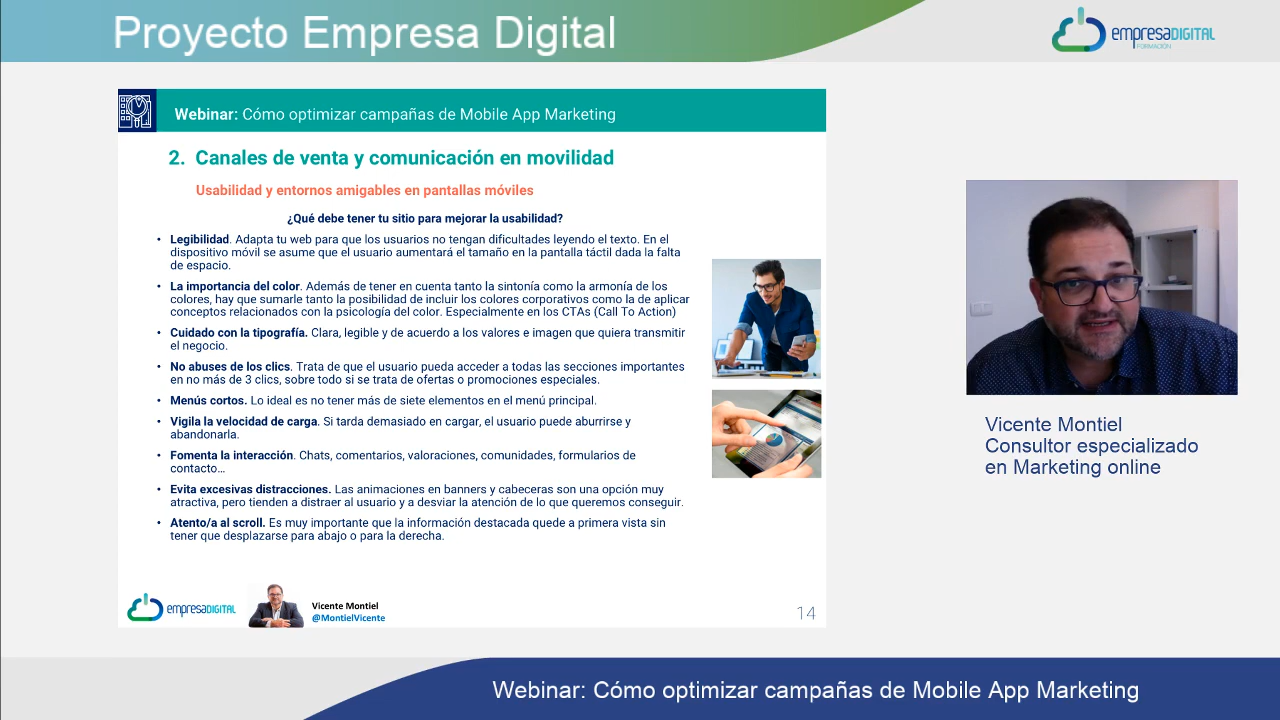 Proyecto Empresa Digital
empresaDIGITAL
FORMACIÓN
Webinar: Cómo optimizar campañas de Mobile App Marketing
2. Canales de venta y comunicación en movilidad
Usabilidad y entornos amigables en pantallas móviles
¿Qué debe tener tu sitio para mejorar la usabilidad?
• Legibilidad. Adapta tu web para que los usuarios no tengan dificultades leyendo el texto. En el
dispositivo móvil se asume que el usuario aumentará el tamaño en la pantalla táctil dada la falta
de espacio.
• La importancia del color. Además de tener en cuenta tanto la sintonía como la armonía de los
colores, hay que sumarle tanto la posibilidad de incluir los colores corporativos como la de aplicar
conceptos relacionados con la psicología del color. Especialmente en los CTAs (Call To Action)
• Cuidado con la tipografía. Clara, legible y de acuerdo a los valores e imagen que quiera transmitir
el negocio.
• No abuses de los clics. Trata de que el usuario pueda acceder a todas las secciones importantes
en no más de 3 clics, sobre todo si se trata de ofertas o promociones especiales.
• Menús cortos. Lo ideal es no tener más de siete elementos en el menú principal.
• Vigila la velocidad de carga. Si tarda demasiado en cargar, el usuario puede aburrirse y
abandonarla.
• Fomenta la interacción. Chats, comentarios, valoraciones, comunidades, formularios de
contacto…
• Evita excesivas distracciones. Las animaciones en banners y cabeceras son una opción muy
atractiva, pero tienden a distraer al usuario y a desviar la atención de lo que queremos conseguir.
• Atento/a al scroll. Es muy importante que la información destacada quede a primera vista sin
tener que desplazarse para abajo o para la derecha.
empresaDIGITAL
Vicente Montiel
@MontielVicente
14
Vicente Montiel
Consultor especializado
en Marketing online
Webinar: Cómo optimizar campañas de Mobile App Marketing